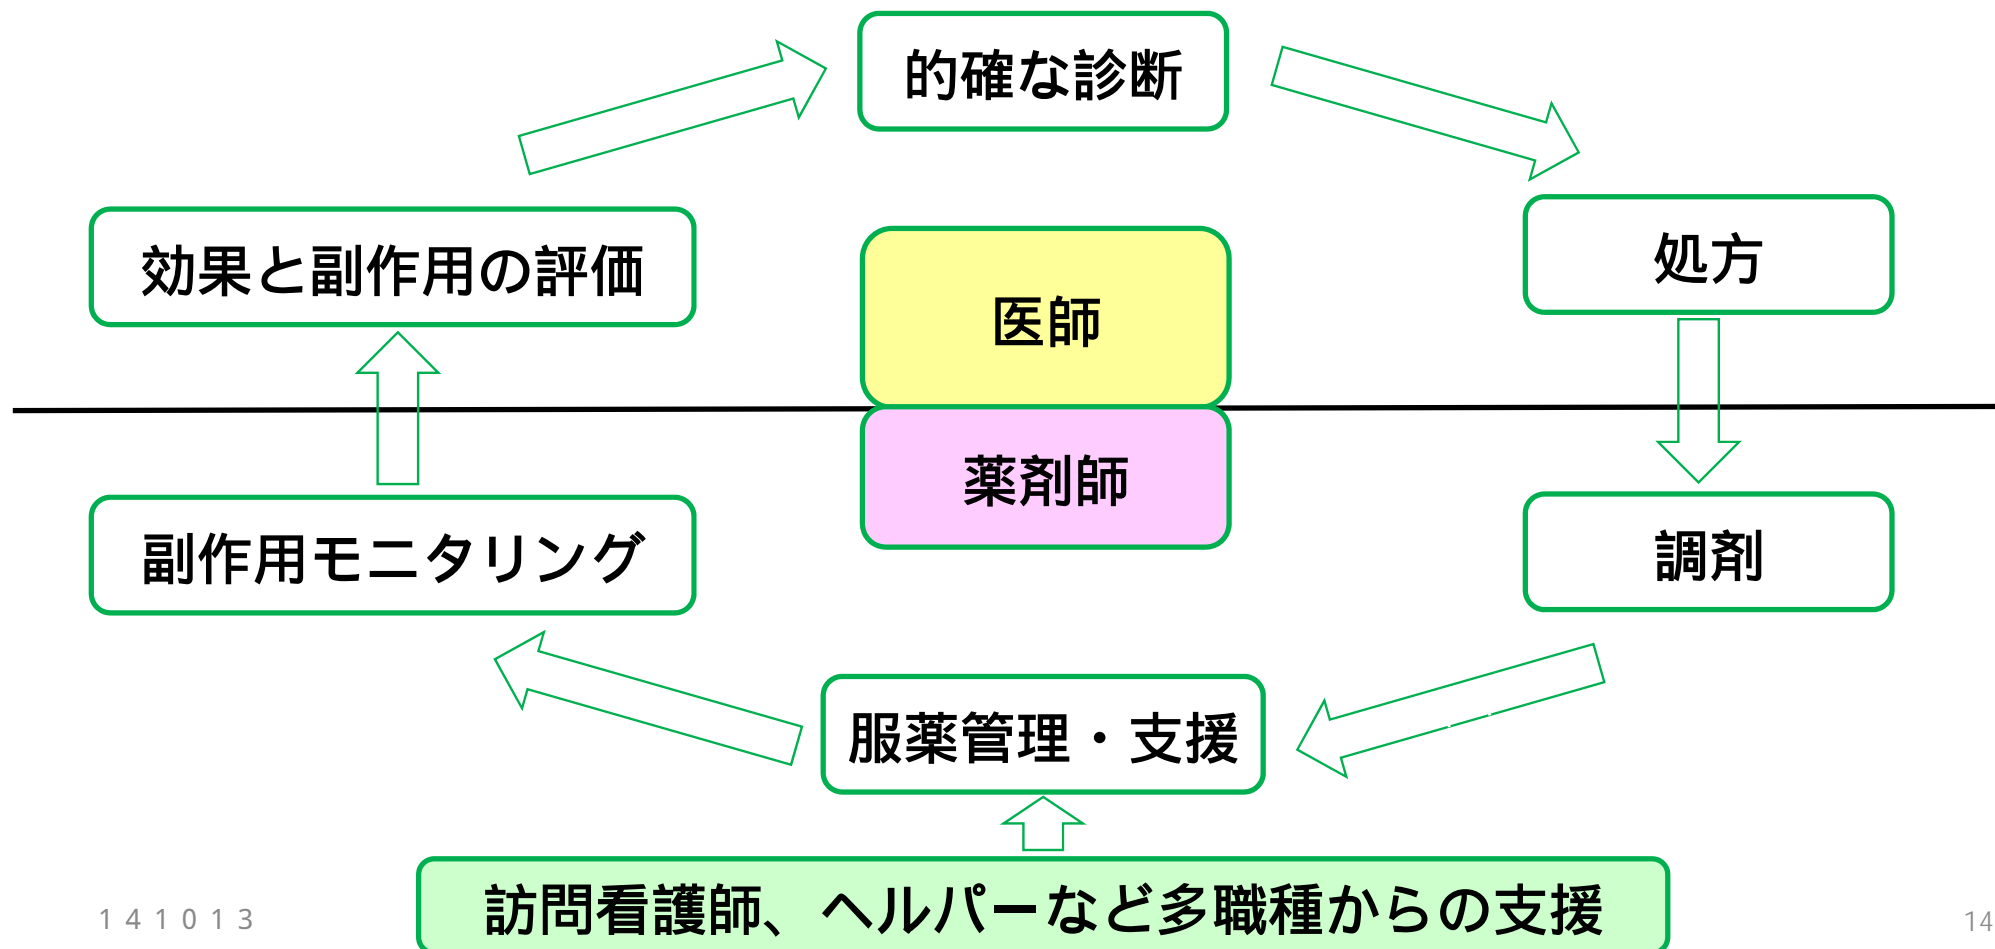 的確な診断
処方
効果と副作用の評価
医師
薬剤師
調剤
副作用モニタリング
服薬管理・支援
訪問看護師、ヘルパーなど多職種からの支援
141013
14